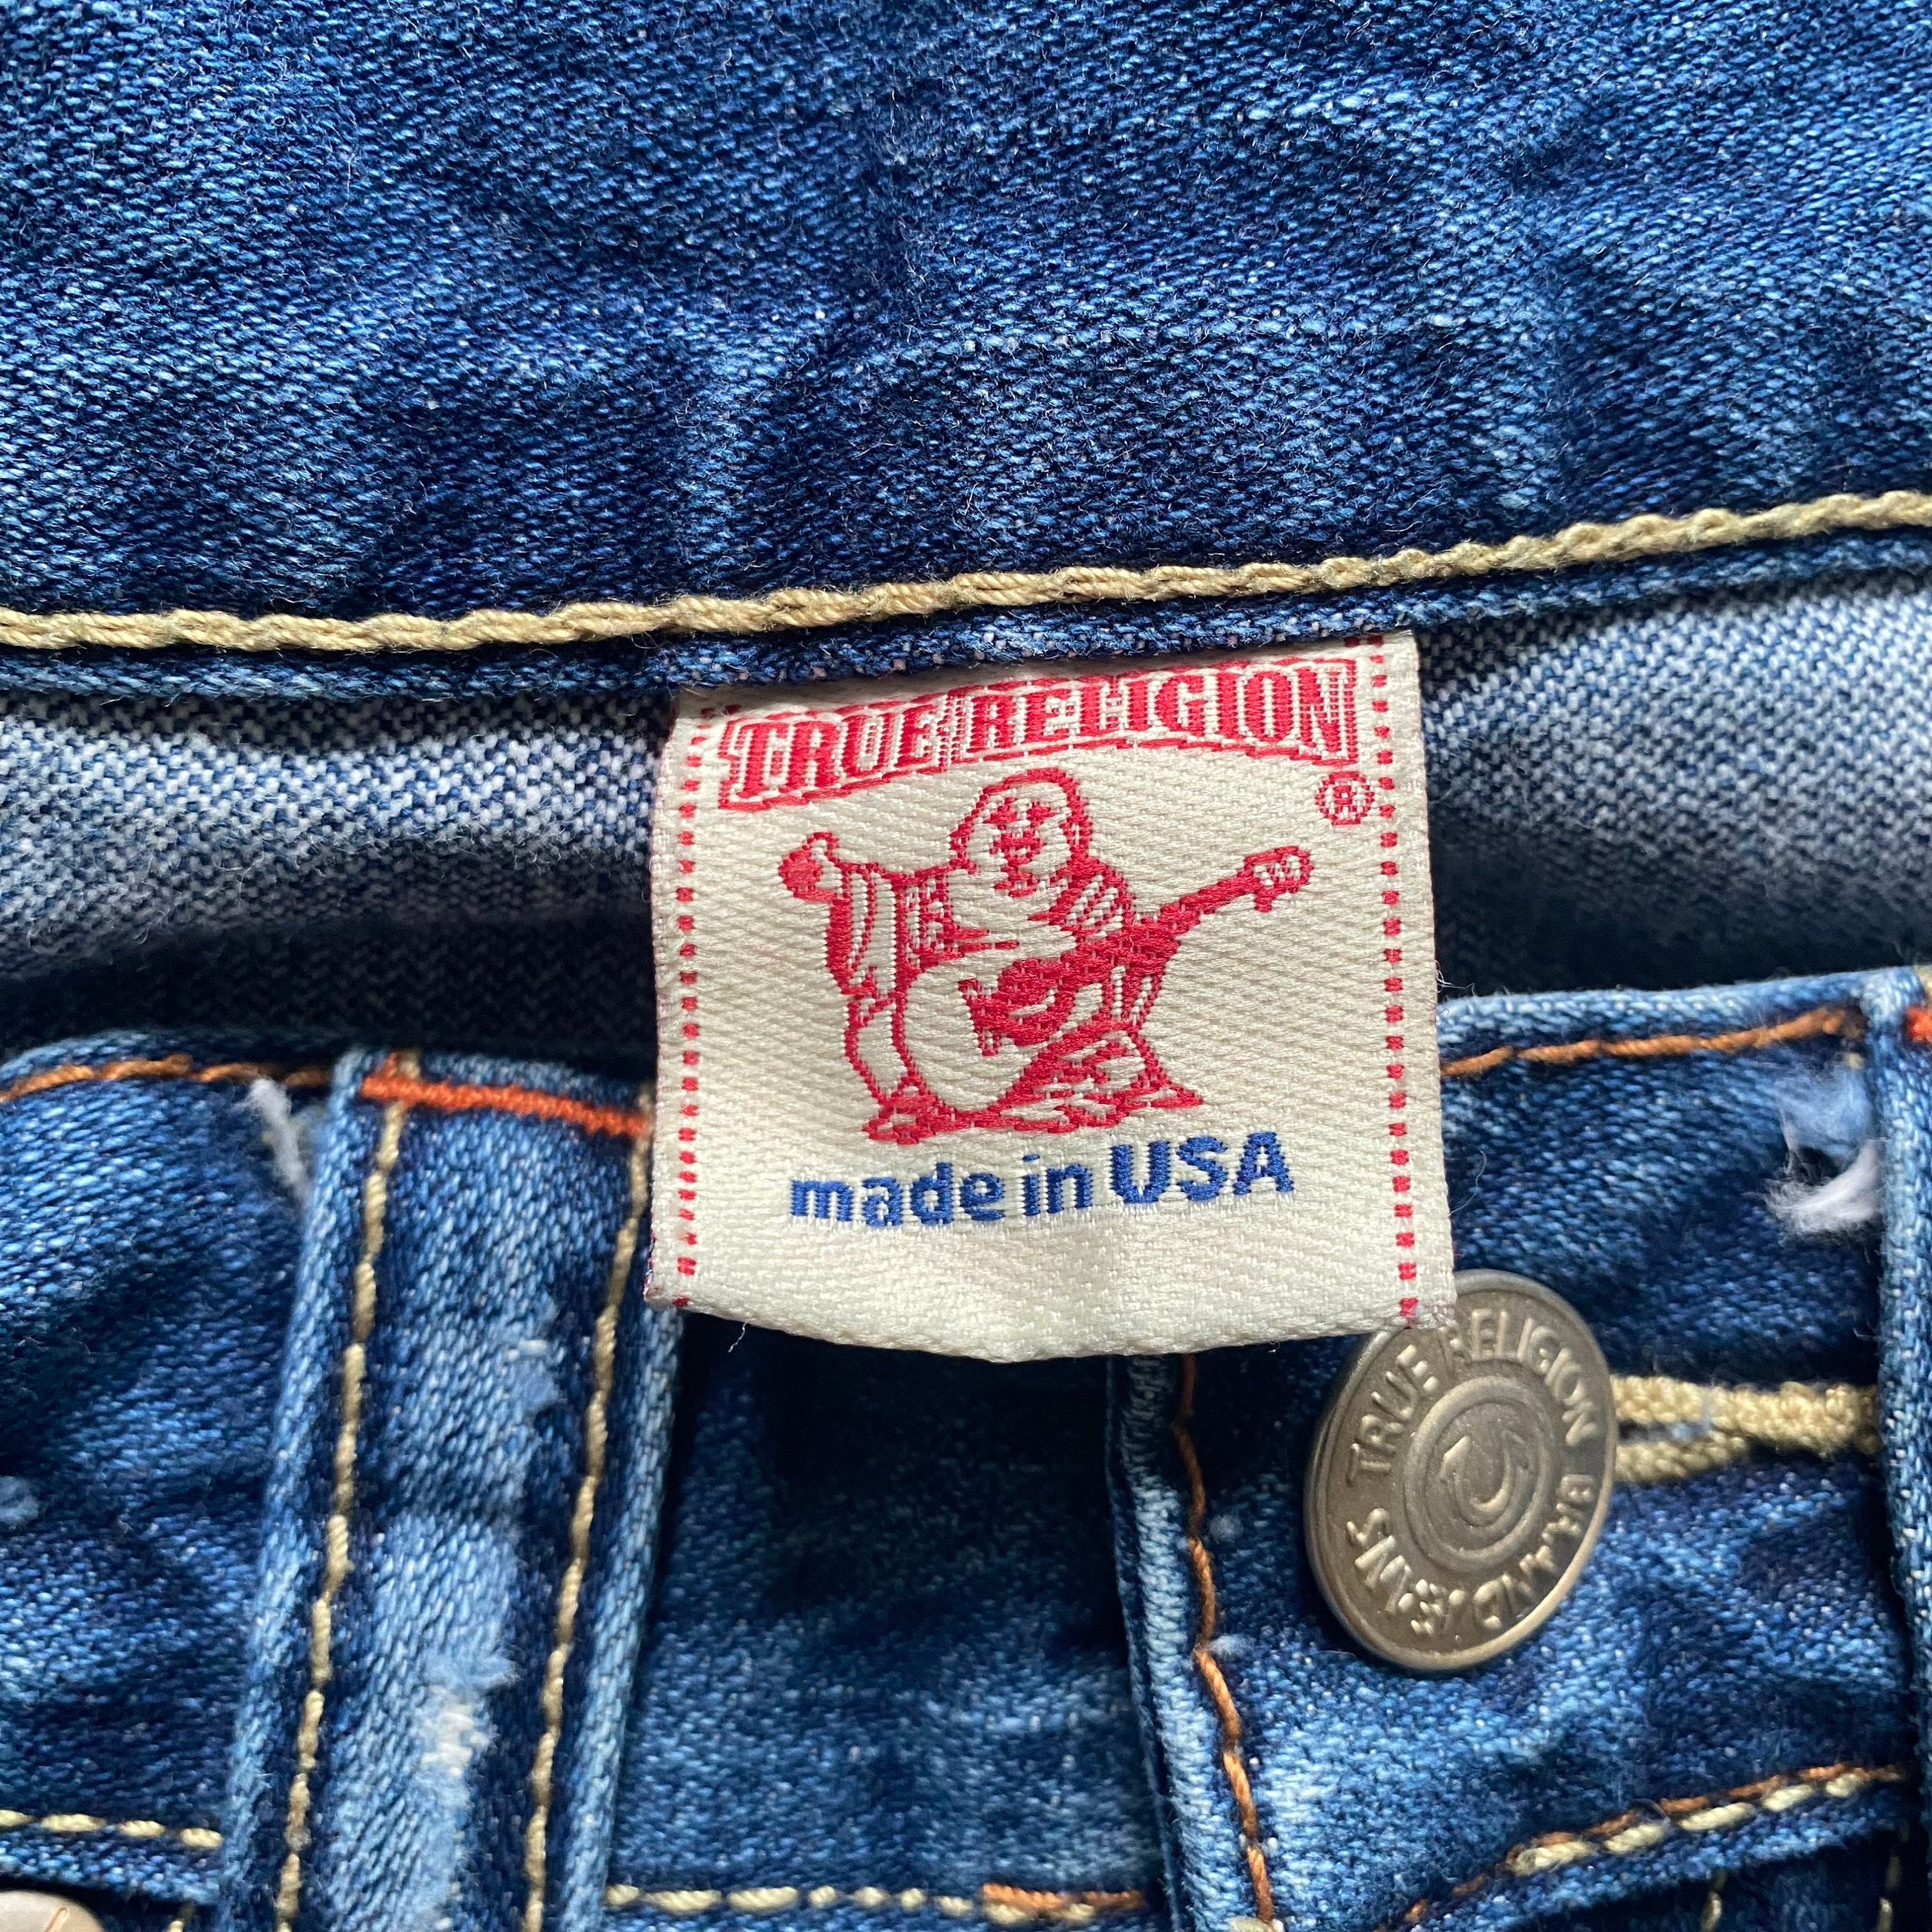 TRUE RELIGION
®
made in USA
TRUE RELIGION BRAND JEANS